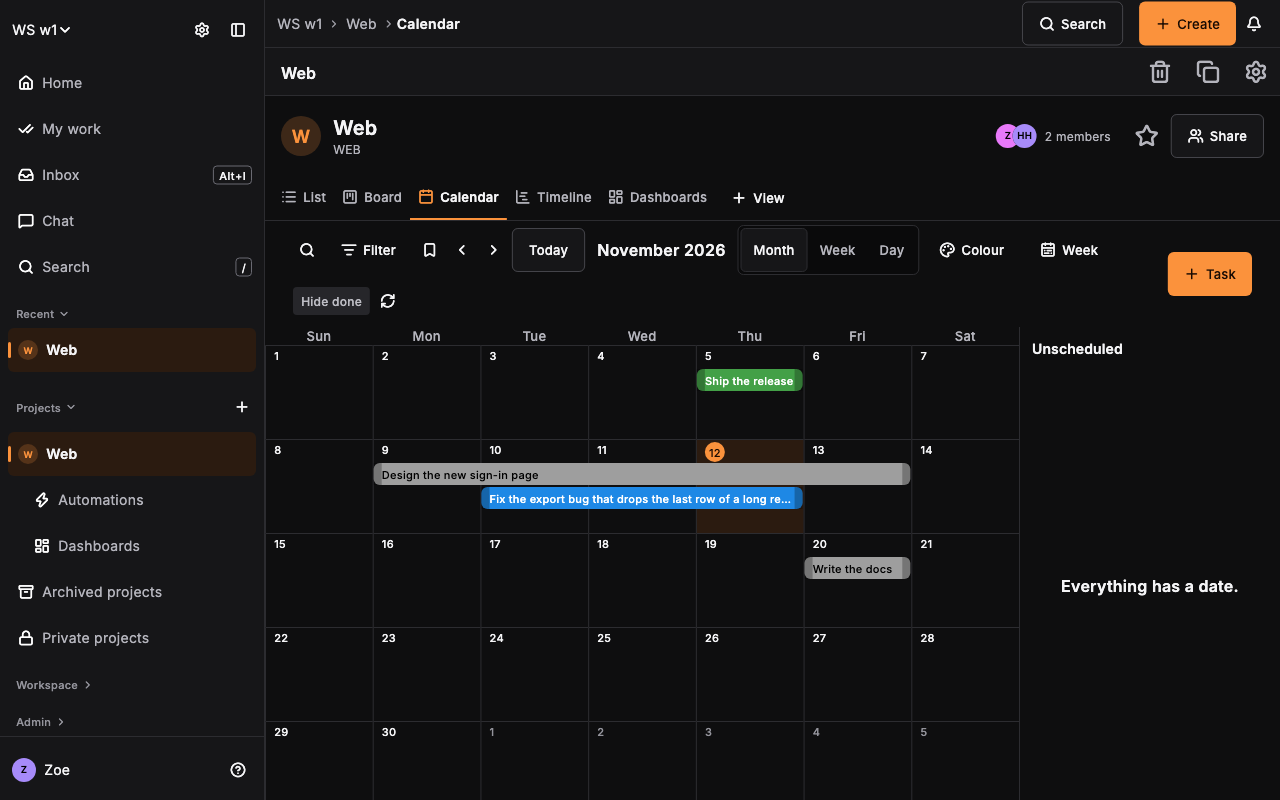 WS w1
Home
My work
Inbox Alt+I
Chat
Search /
Recent
W Web
Projects
W Web
Automations
Dashboards
Archived projects
Private projects
Workspace
Admin
Z Zoe
WS w1 Web Calendar
Search
Create
Web
W
Web
WEB
Z HH 2 members
Share
List Board Calendar Timeline Dashboards View
Filter Today November 2026 Month Week Day Colour Week
Task
Hide done
Sun Mon Tue Wed Thu Fri Sat
1 2 3 4 5 6 7
Ship the release
8 9 10 11 12 13 14
Design the new sign-in page
Fix the export bug that drops the last row of a long re...
15 16 17 18 19 20 21
Write the docs
22 23 24 25 26 27 28
29 30 1 2 3 4 5
Unscheduled
Everything has a date.